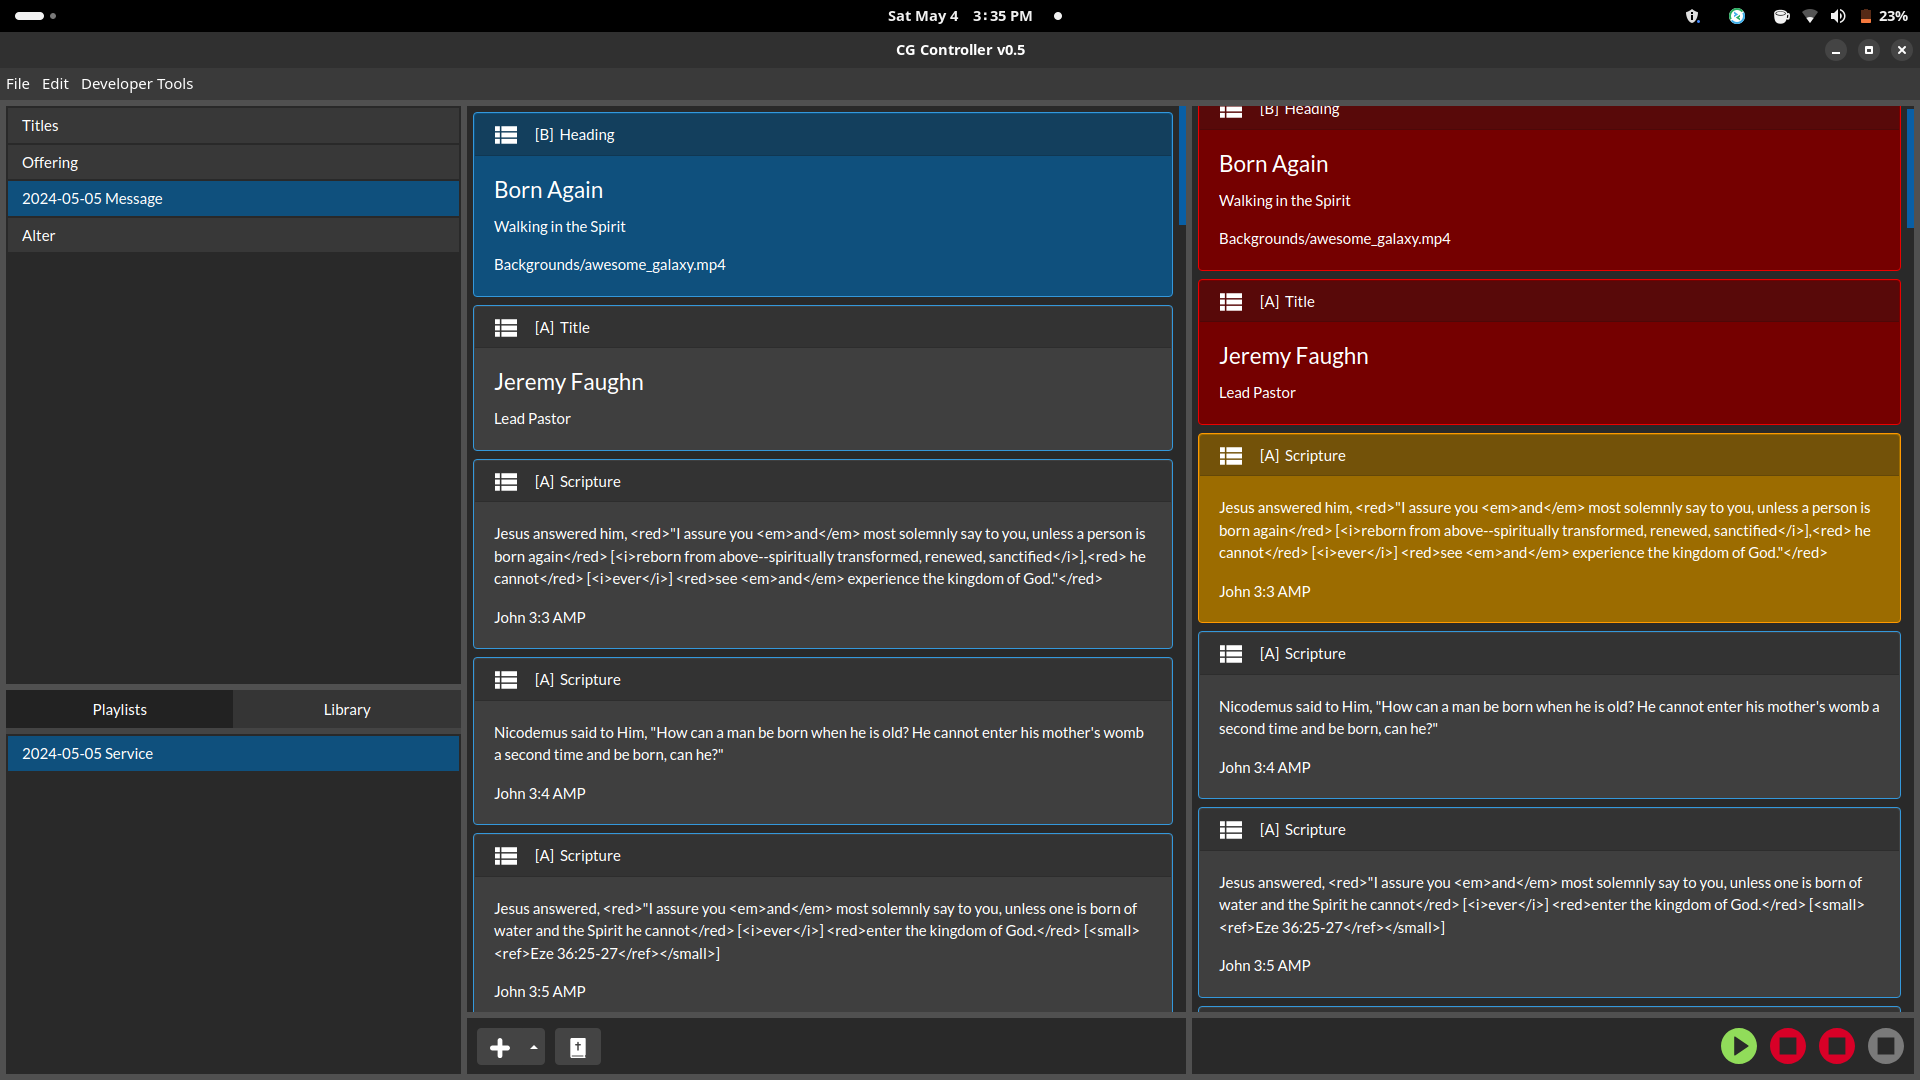 Sat May 4 3:35 PM
23%
CG Controller v0.5
File Edit Developer Tools
Titles
Offering
2024-05-05 Message
Alter
Playlists
Library
2024-05-05 Service
[B] Heading
Born Again
Walking in the Spirit
Backgrounds/awesome_galaxy.mp4
[A] Title
Jeremy Faughn
Lead Pastor
[A] Scripture
Jesus answered him, <red>"I assure you <em>and</em> most solemnly say to you, unless a person is
born again</red> [<i>reborn from above--spiritually transformed, renewed, sanctified</i>],<red> he
cannot</red> [<i>ever</i>] <red>see <em>and</em> experience the kingdom of God."</red>
John 3:3 AMP
[A] Scripture
Nicodemus said to Him, "How can a man be born when he is old? He cannot enter his mother's womb
a second time and be born, can he?"
John 3:4 AMP
[A] Scripture
Jesus answered, <red>"I assure you <em>and</em> most solemnly say to you, unless one is born of
water and the Spirit he cannot</red> [<i>ever</i>] <red>enter the kingdom of God.</red> [<small>
<ref>Eze 36:25-27</ref></small>]
John 3:5 AMP
[B] Heading
Born Again
Walking in the Spirit
Backgrounds/awesome_galaxy.mp4
[A] Title
Jeremy Faughn
Lead Pastor
[A] Scripture
Jesus answered him, <red>"I assure you <em>and</em> most solemnly say to you, unless a person is
born again</red> [<i>reborn from above--spiritually transformed, renewed, sanctified</i>],<red> he
cannot</red> [<i>ever</i>] <red>see <em>and</em> experience the kingdom of God."</red>
John 3:3 AMP
[A] Scripture
Nicodemus said to Him, "How can a man be born when he is old? He cannot enter his mother's womb a
second time and be born, can he?"
John 3:4 AMP
[A] Scripture
Jesus answered, <red>"I assure you <em>and</em> most solemnly say to you, unless one is born of
water and the Spirit he cannot</red> [<i>ever</i>] <red>enter the kingdom of God.</red> [<small>
<ref>Eze 36:25-27</ref></small>]
John 3:5 AMP